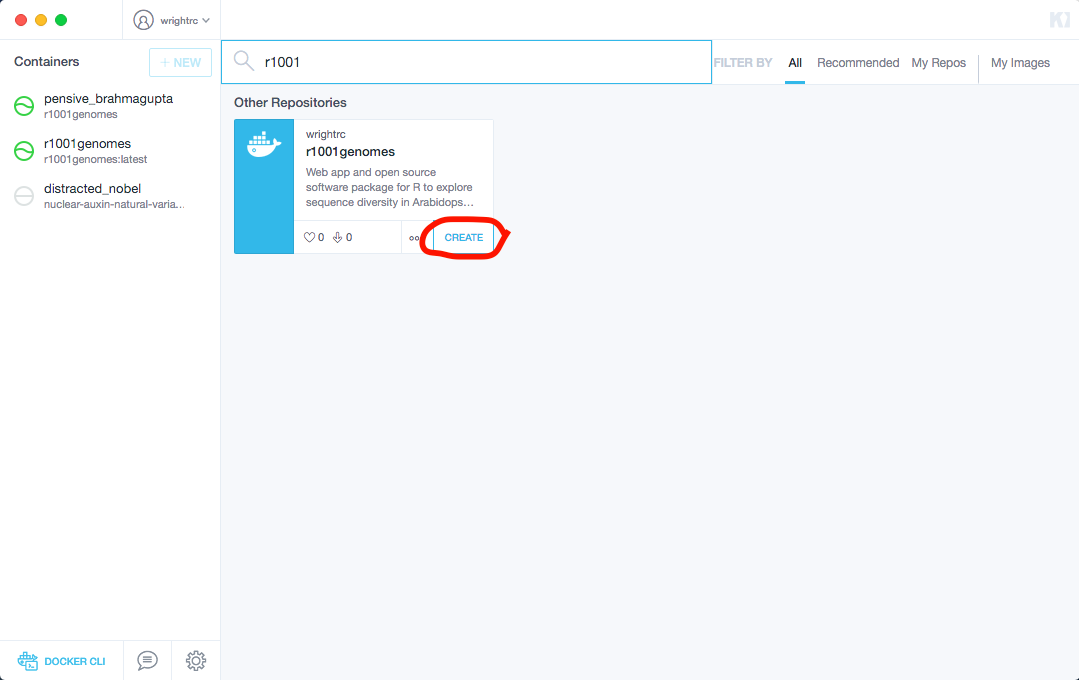 wrightrc
Containers
+ NEW
pensive_brahmagupta
r1001genomes
r1001genomes
r1001genomes:latest
distracted_nobel
nuclear-auxin-natural-varia...
r1001
FILTER BY All Recommended My Repos My Images
Other Repositories
wrightrc
r1001genomes
Web app and open source
software package for R to explore
sequence diversity in Arabidops...
0 0 CREATE
DOCKER CLI